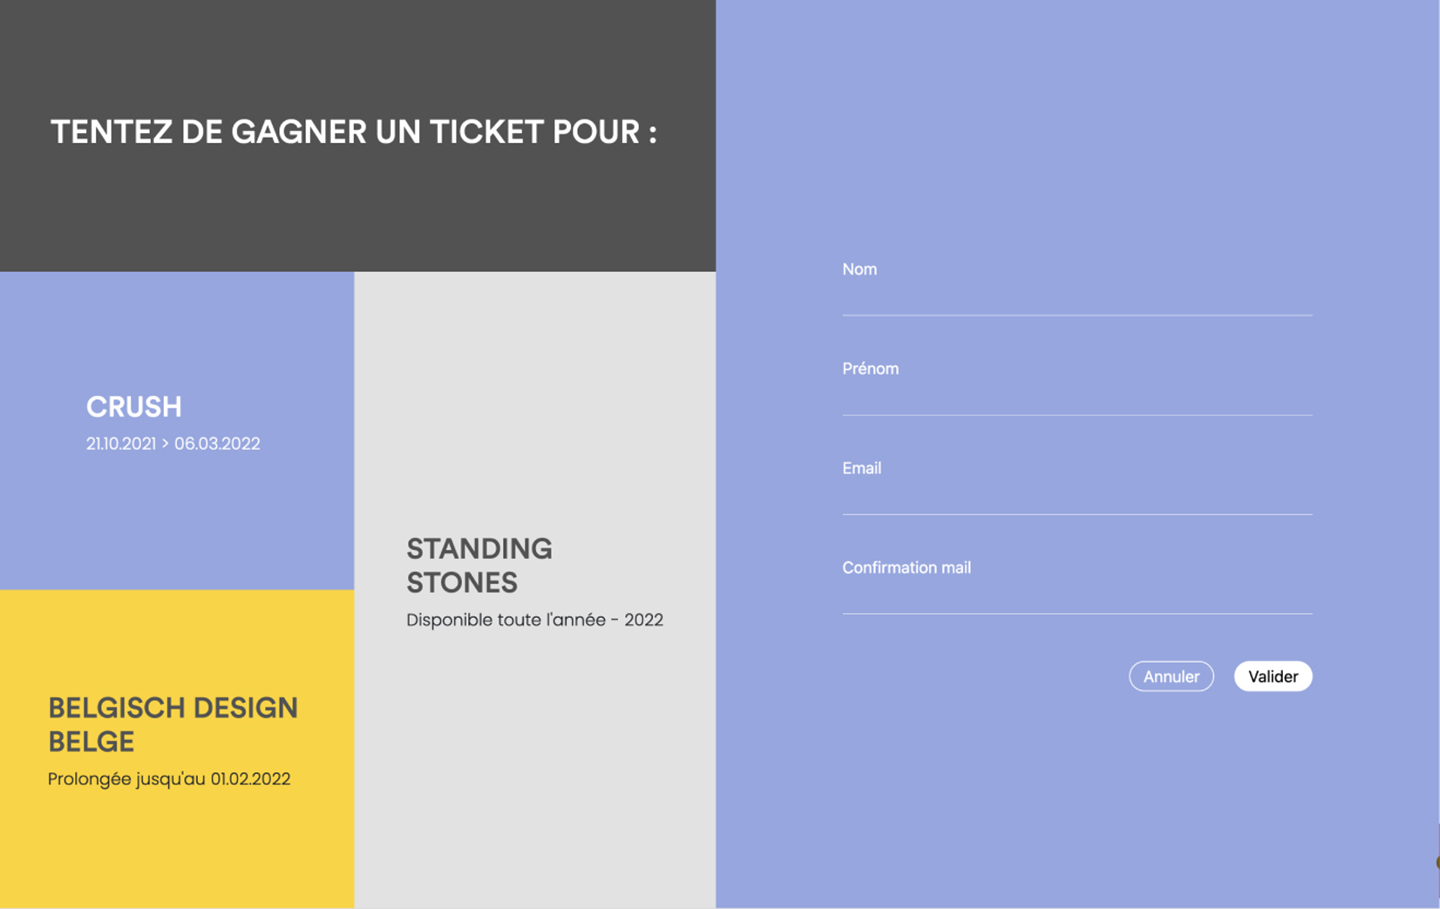 TENTEZ DE GAGNER UN TICKET POUR :
CRUSH
21.10.2021 > 06.03.2022
STANDING
STONES
Disponible toute l'année - 2022
BELGISCH DESIGN
BELGE
Prolongée jusqu'au 01.02.2022
Nom
Prénom
Email
Confirmation mail
Annuler
Valider